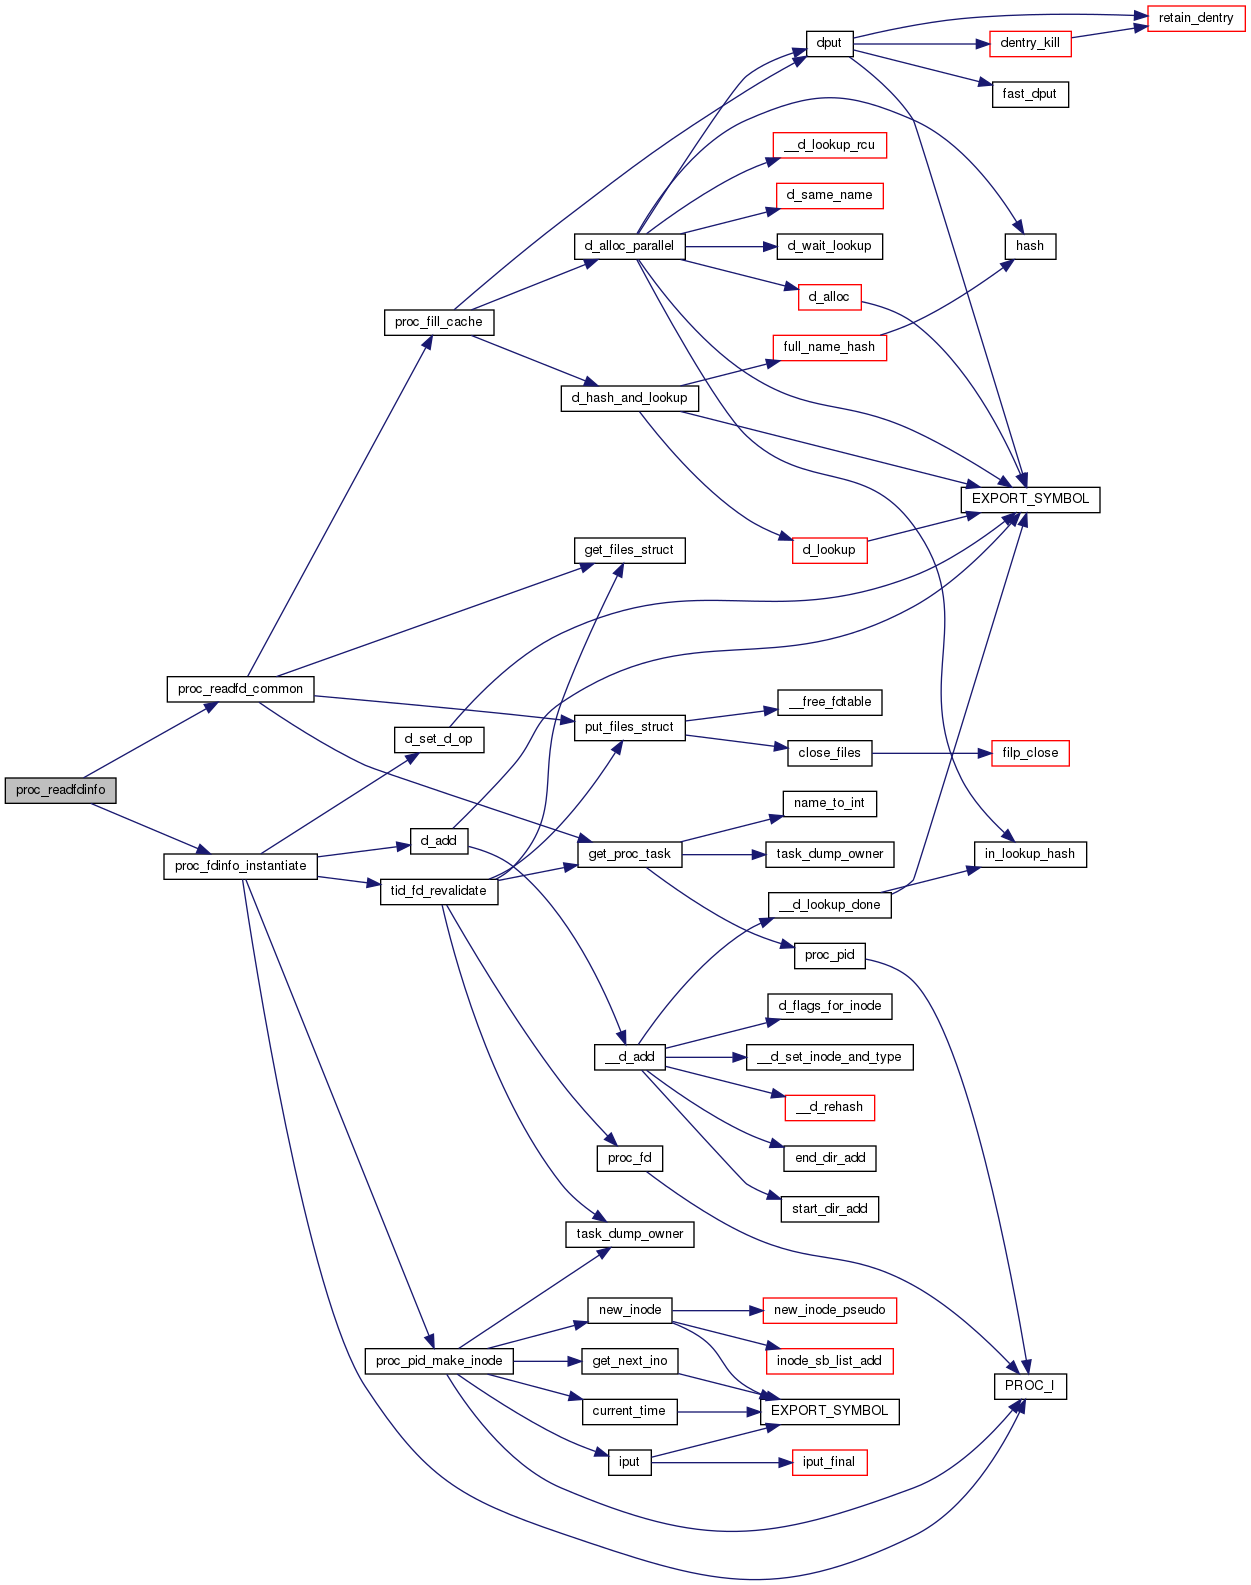 retain_dentry
dput
dentry_kill
fast_dput
__d_lookup_rcu
d_same_name
d_alloc_parallel
d_wait_lookup
hash
d_alloc
proc_fill_cache
full_name_hash
d_hash_and_lookup
EXPORT_SYMBOL
get_files_struct
d_lookup
proc_readfd_common
__free_fdtable
put_files_struct
d_set_d_op
close_files
filp_close
proc_readfdinfo
name_to_int
d_add
get_proc_task
task_dump_owner
in_lookup_hash
proc_fdinfo_instantiate
tid_fd_revalidate
__d_lookup_done
proc_pid
d_flags_for_inode
__d_add
__d_set_inode_and_type
__d_rehash
proc_fd
end_dir_add
start_dir_add
task_dump_owner
new_inode
new_inode_pseudo
proc_pid_make_inode
get_next_ino
inode_sb_list_add
PROC_I
current_time
EXPORT_SYMBOL
iput
iput_final